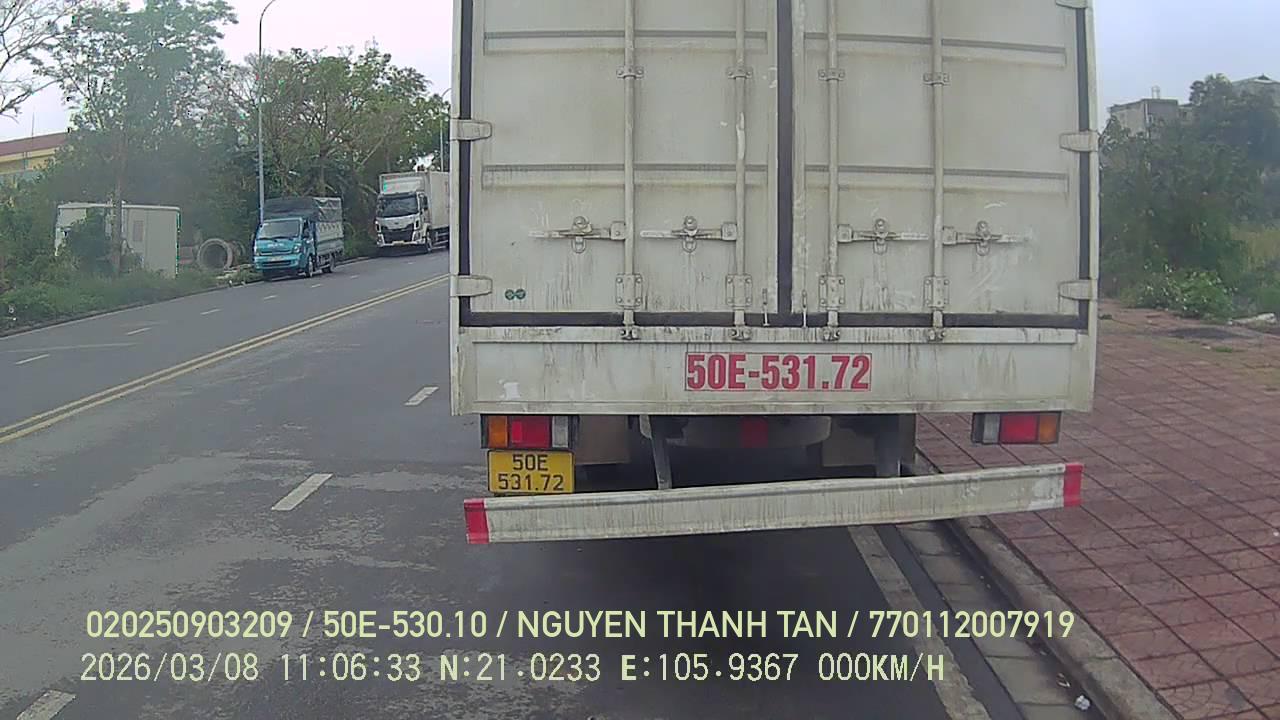 50E-531.72
50E
531.72
020250903209 / 50E-530.10 / NGUYEN THANH TAN / 770112007919
2026/03/08 11:06:33 N:21.0233 E:105.9367 000KM/H